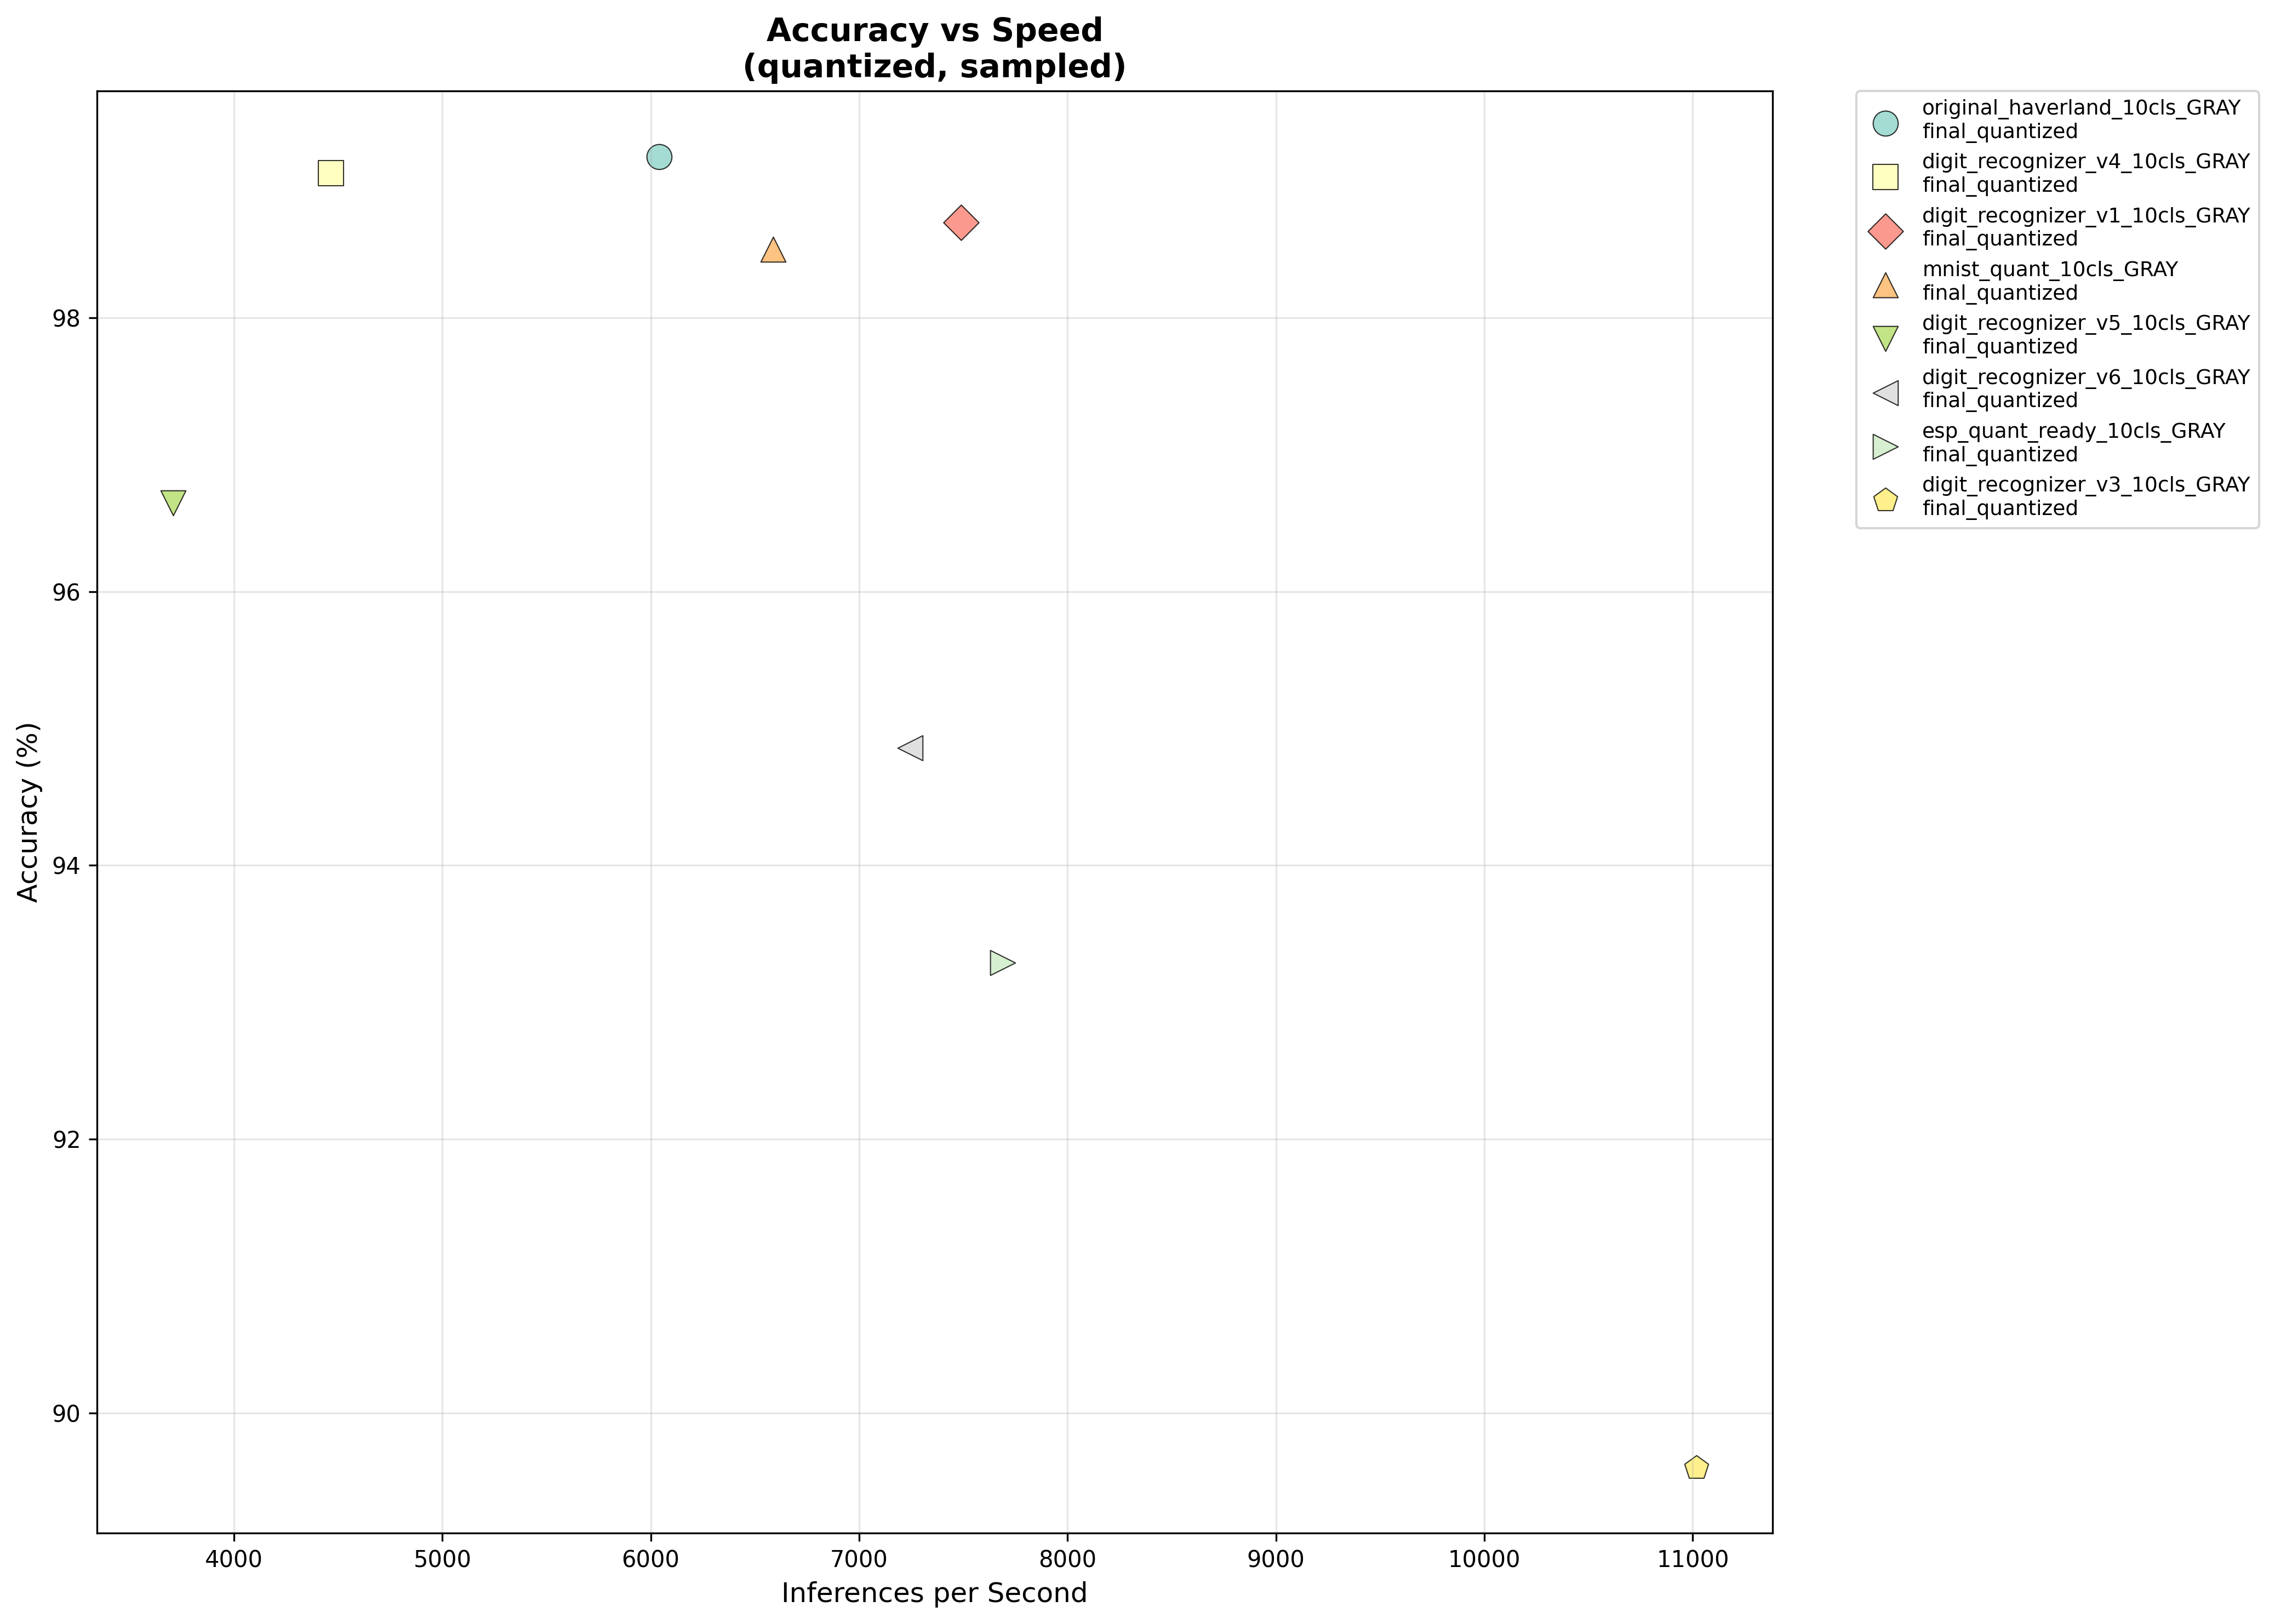 Accuracy vs Speed
(quantized, sampled)
Accuracy (%)
98
96
94
92
90
4000
5000
6000
7000
8000
9000
10000
11000
Inferences per Second
original_haverland_10cls_GRAY
final_quantized
digit_recognizer_v4_10cls_GRAY
final_quantized
digit_recognizer_v1_10cls_GRAY
final_quantized
mnist_quant_10cls_GRAY
final_quantized
digit_recognizer_v5_10cls_GRAY
final_quantized
digit_recognizer_v6_10cls_GRAY
final_quantized
esp_quant_ready_10cls_GRAY
final_quantized
digit_recognizer_v3_10cls_GRAY
final_quantized